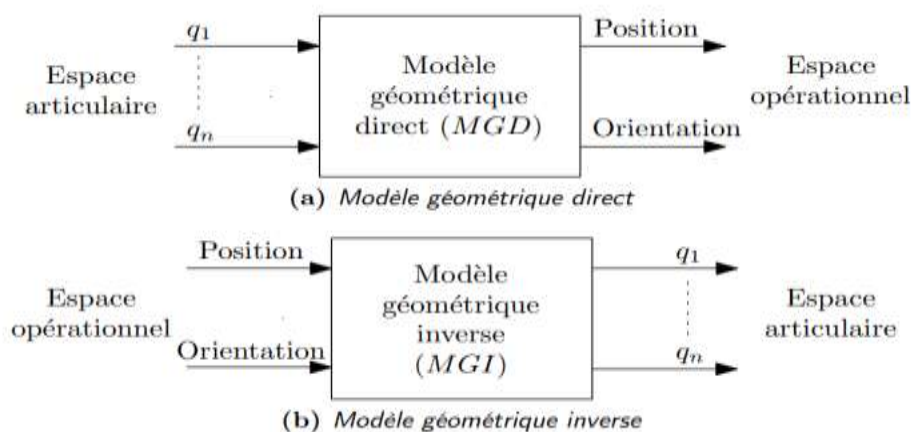 q1
Position
Espace
articulaire
Modèle
géométrique
direct (MGD)
Espace
opérationnel
qn
Orientation
(a) Modèle géométrique direct
Position
q1
Espace
opérationnel
Modèle
géométrique
inverse
(MGI)
Espace
articulaire
Orientation
qn
(b) Modèle géométrique inverse